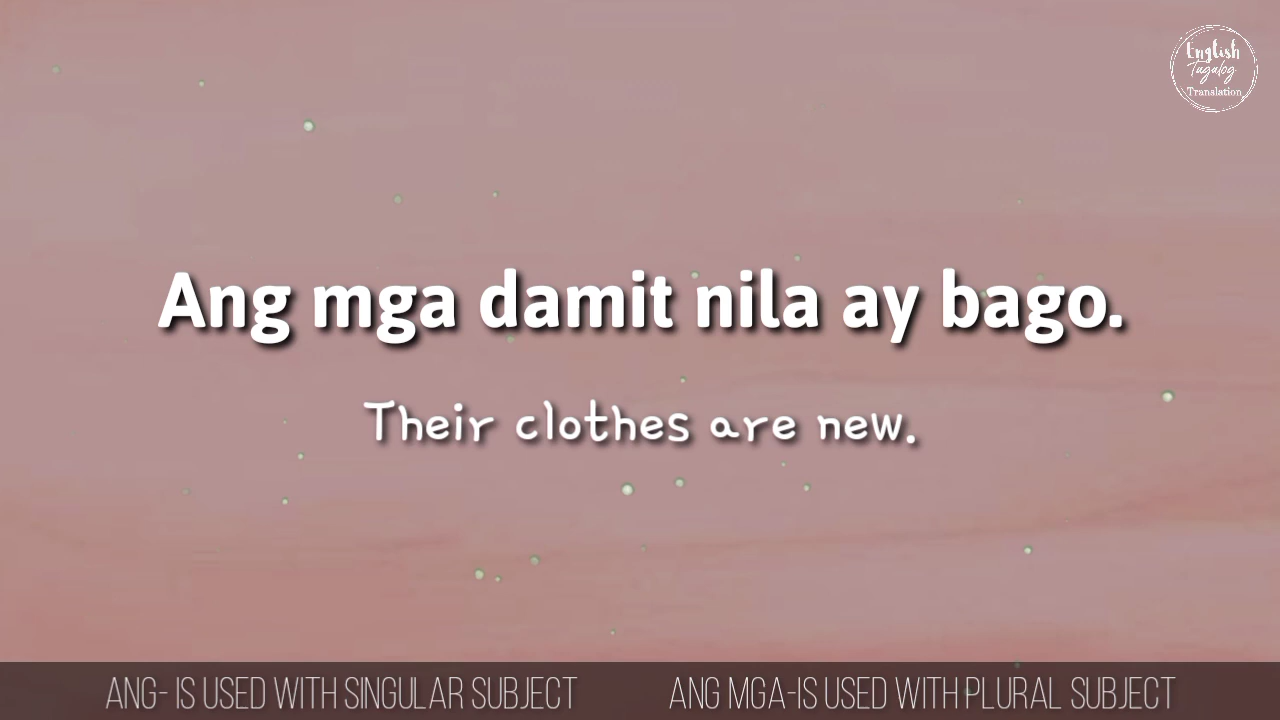 English
Tagalog
Translation
Ang mga damit nila ay bago.
Their clothes are new.
ANG- IS USED WITH SINGULAR SUBJECT
ANG MGA-IS USED WITH PLURAL SUBJECT